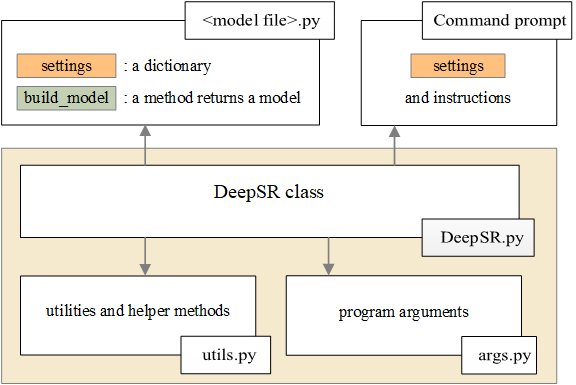 <model file>.py
settings : a dictionary
build_model : a method returns a model
Command prompt
settings
and instructions
DeepSR class
DeepSR.py
utilities and helper methods
utils.py
program arguments
args.py